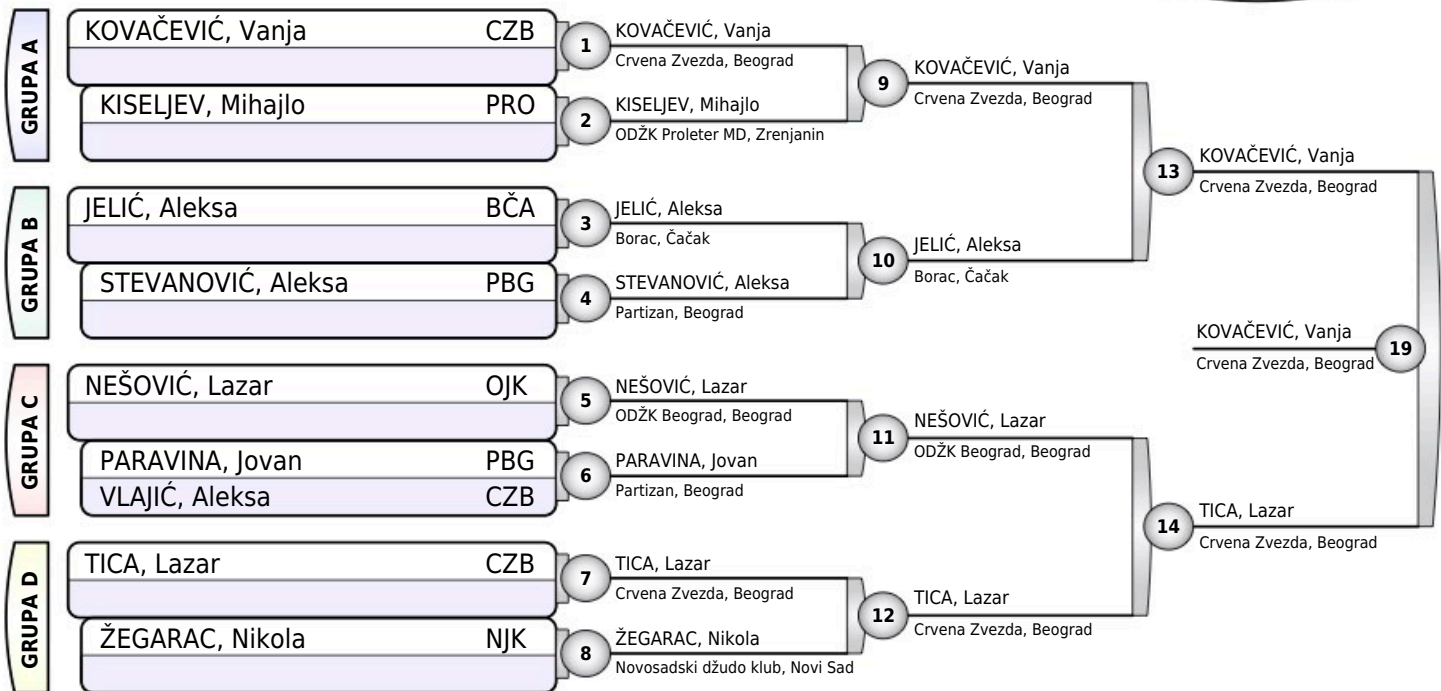 GRUPA A
KOVAČEVIĆ, Vanja CZB
KISELJEV, Mihajlo PRO
1
KOVAČEVIĆ, Vanja
Crvena Zvezda, Beograd
2
KISELJEV, Mihajlo
ODŽK Proleter MD, Zrenjanin
9
KOVAČEVIĆ, Vanja
Crvena Zvezda, Beograd
GRUPA B
JELIĆ, Aleksa BČA
STEVANOVIĆ, Aleksa PBG
3
JELIĆ, Aleksa
Borac, Čačak
4
STEVANOVIĆ, Aleksa
Partizan, Beograd
10
JELIĆ, Aleksa
Borac, Čačak
13
KOVAČEVIĆ, Vanja
Crvena Zvezda, Beograd
GRUPA C
NEŠOVIĆ, Lazar OJK
PARAVINA, Jovan PBG
VLAJIĆ, Aleksa CZB
5
NEŠOVIĆ, Lazar
ODŽK Beograd, Beograd
6
PARAVINA, Jovan
Partizan, Beograd
11
NEŠOVIĆ, Lazar
ODŽK Beograd, Beograd
GRUPA D
TICA, Lazar CZB
ŽEGARAC, Nikola NJK
7
TICA, Lazar
Crvena Zvezda, Beograd
8
ŽEGARAC, Nikola
Novosadski džudo klub, Novi Sad
12
TICA, Lazar
Crvena Zvezda, Beograd
14
TICA, Lazar
Crvena Zvezda, Beograd
KOVAČEVIĆ, Vanja
Crvena Zvezda, Beograd
19